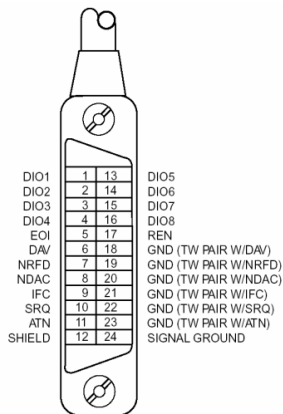 DIO1 1 13 DIO5
DIO2 2 14 DIO6
DIO3 3 15 DIO7
DIO4 4 16 DIO8
EOI 5 17 REN
DAV 6 18 GND (TW PAIR W/DAV)
NRFD 7 19 GND (TW PAIR W/NRFD)
NDAC 8 20 GND (TW PAIR W/NDAC)
IFC 9 21 GND (TW PAIR W/IFC)
SRQ 10 22 GND (TW PAIR W/SRQ)
ATN 11 23 GND (TW PAIR W/ATN)
SHIELD 12 24 SIGNAL GROUND